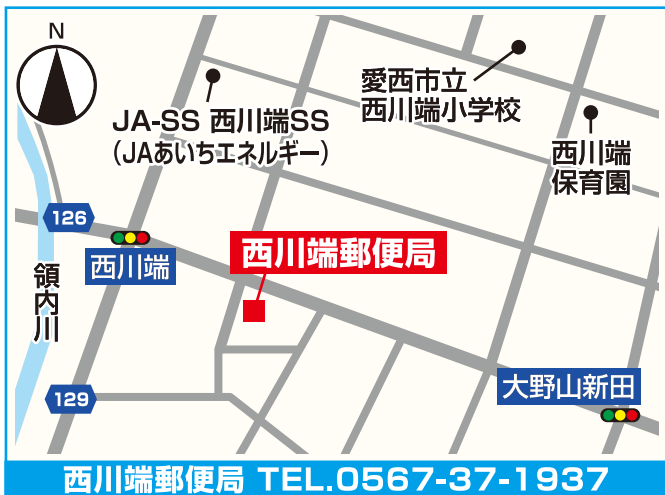 N
愛西市立
西川端小学校
JA-SS 西川端SS
（JAあいちエネルギー）
西川端
保育園
126
西川端
西川端郵便局
領内川
大野山新田
129
西川端郵便局 TEL.0567-37-1937